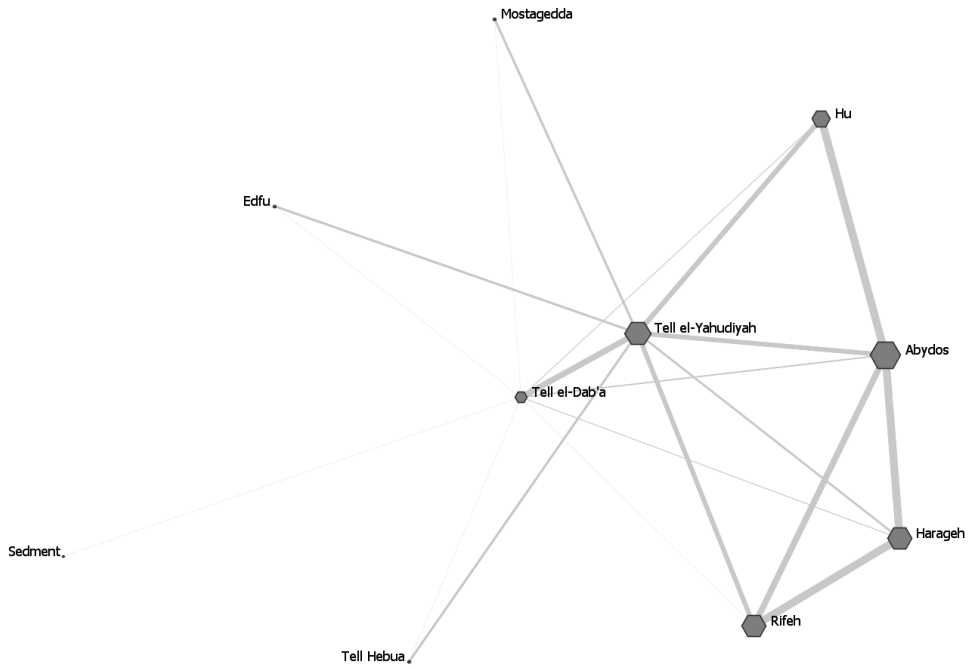 Mostagedda
Hu
Edfu
Tell el-Yahudiyah
Abydos
Tell el-Dab'a
Harageh
Sedment
Rifeh
Tell Hebua